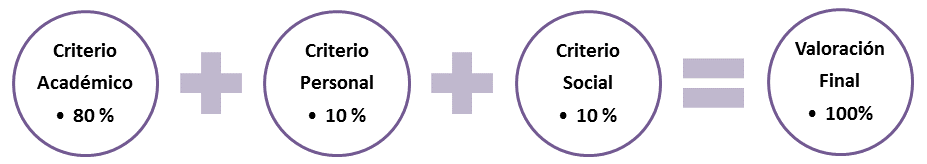 Criterio
Académico
• 80 %
Criterio
Personal
• 10 %
Criterio
Social
• 10 %
Valoración
Final
• 100%